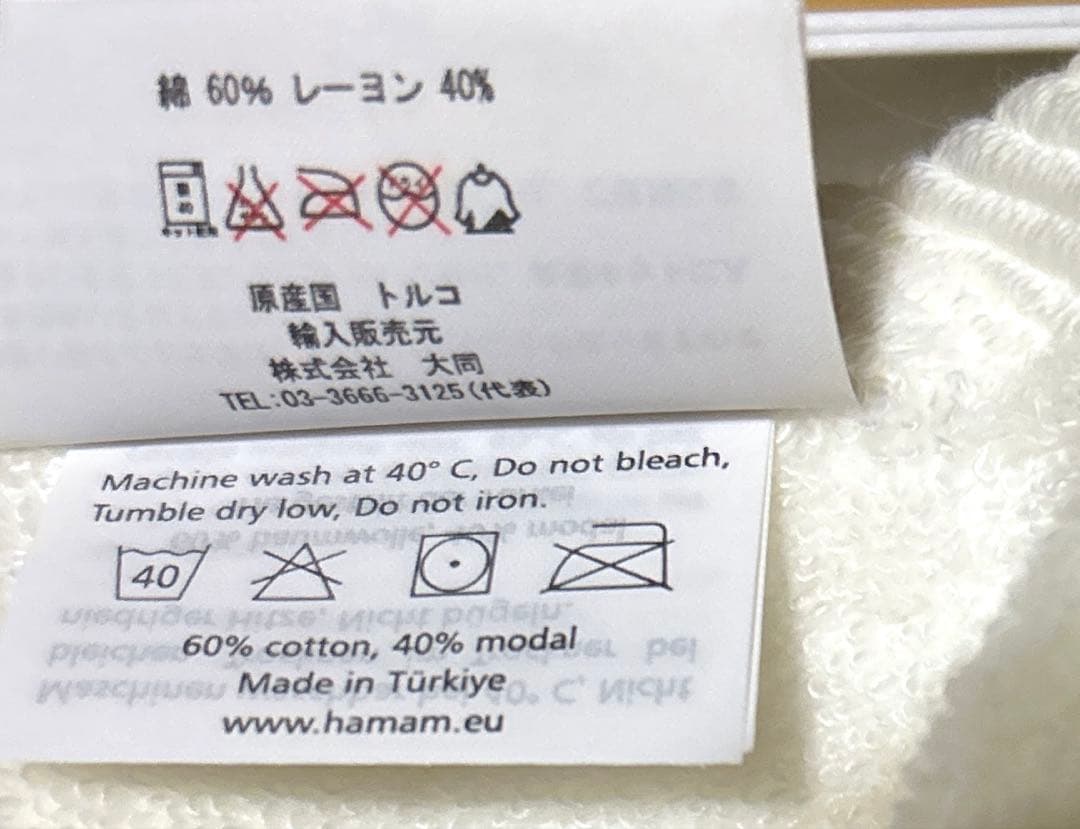 綿 60% レーヨン 40%
原産国 トルコ
輸入販売元
株式会社 大同
TEL:03-3666-3125(代表)
Machine wash at 40° C, Do not bleach,
Tumble dry low, Do not iron.
40
60% cotton, 40% modal
Made in Türkiye
www.hamam.eu